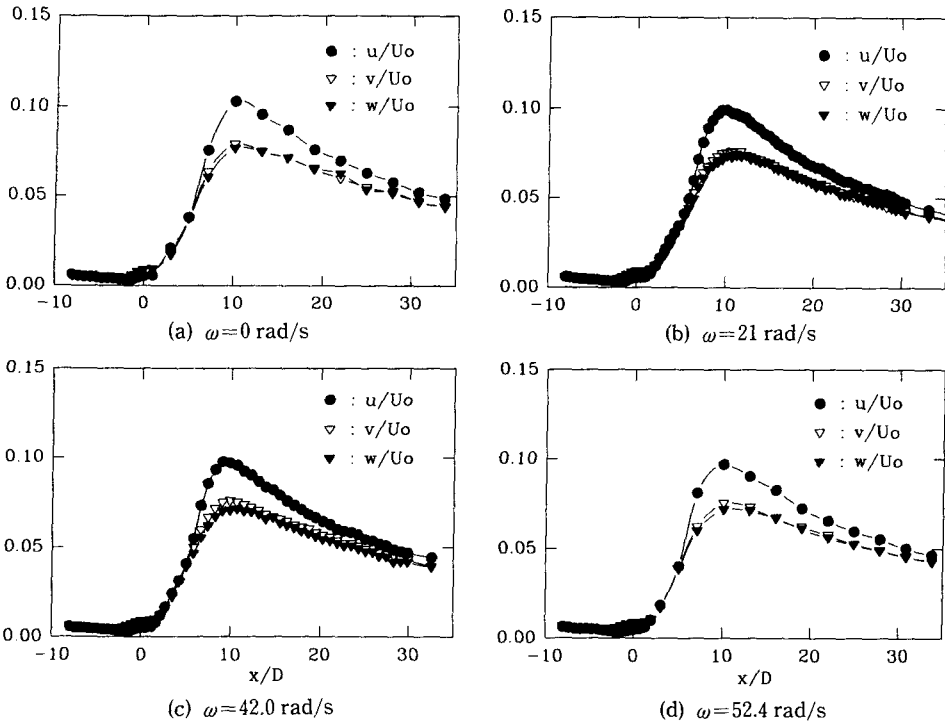 0.15
0.10
0.05
0.00
● : u/Uo
▽ : v/Uo
▼ : w/Uo
-10 0 10 20 30
(a) ω=0 rad/s
0.15
0.10
0.05
0.00
● : u/Uo
▽ : v/Uo
▼ : w/Uo
-10 0 10 20 30
(b) ω=21 rad/s
0.15
0.10
0.05
0.00
● : u/Uo
▽ : v/Uo
▼ : w/Uo
-10 0 10 20 30
x/D
(c) ω=42.0 rad/s
0.15
0.10
0.05
0.00
● : u/Uo
▽ : v/Uo
▼ : w/Uo
-10 0 10 20 30
x/D
(d) ω=52.4 rad/s